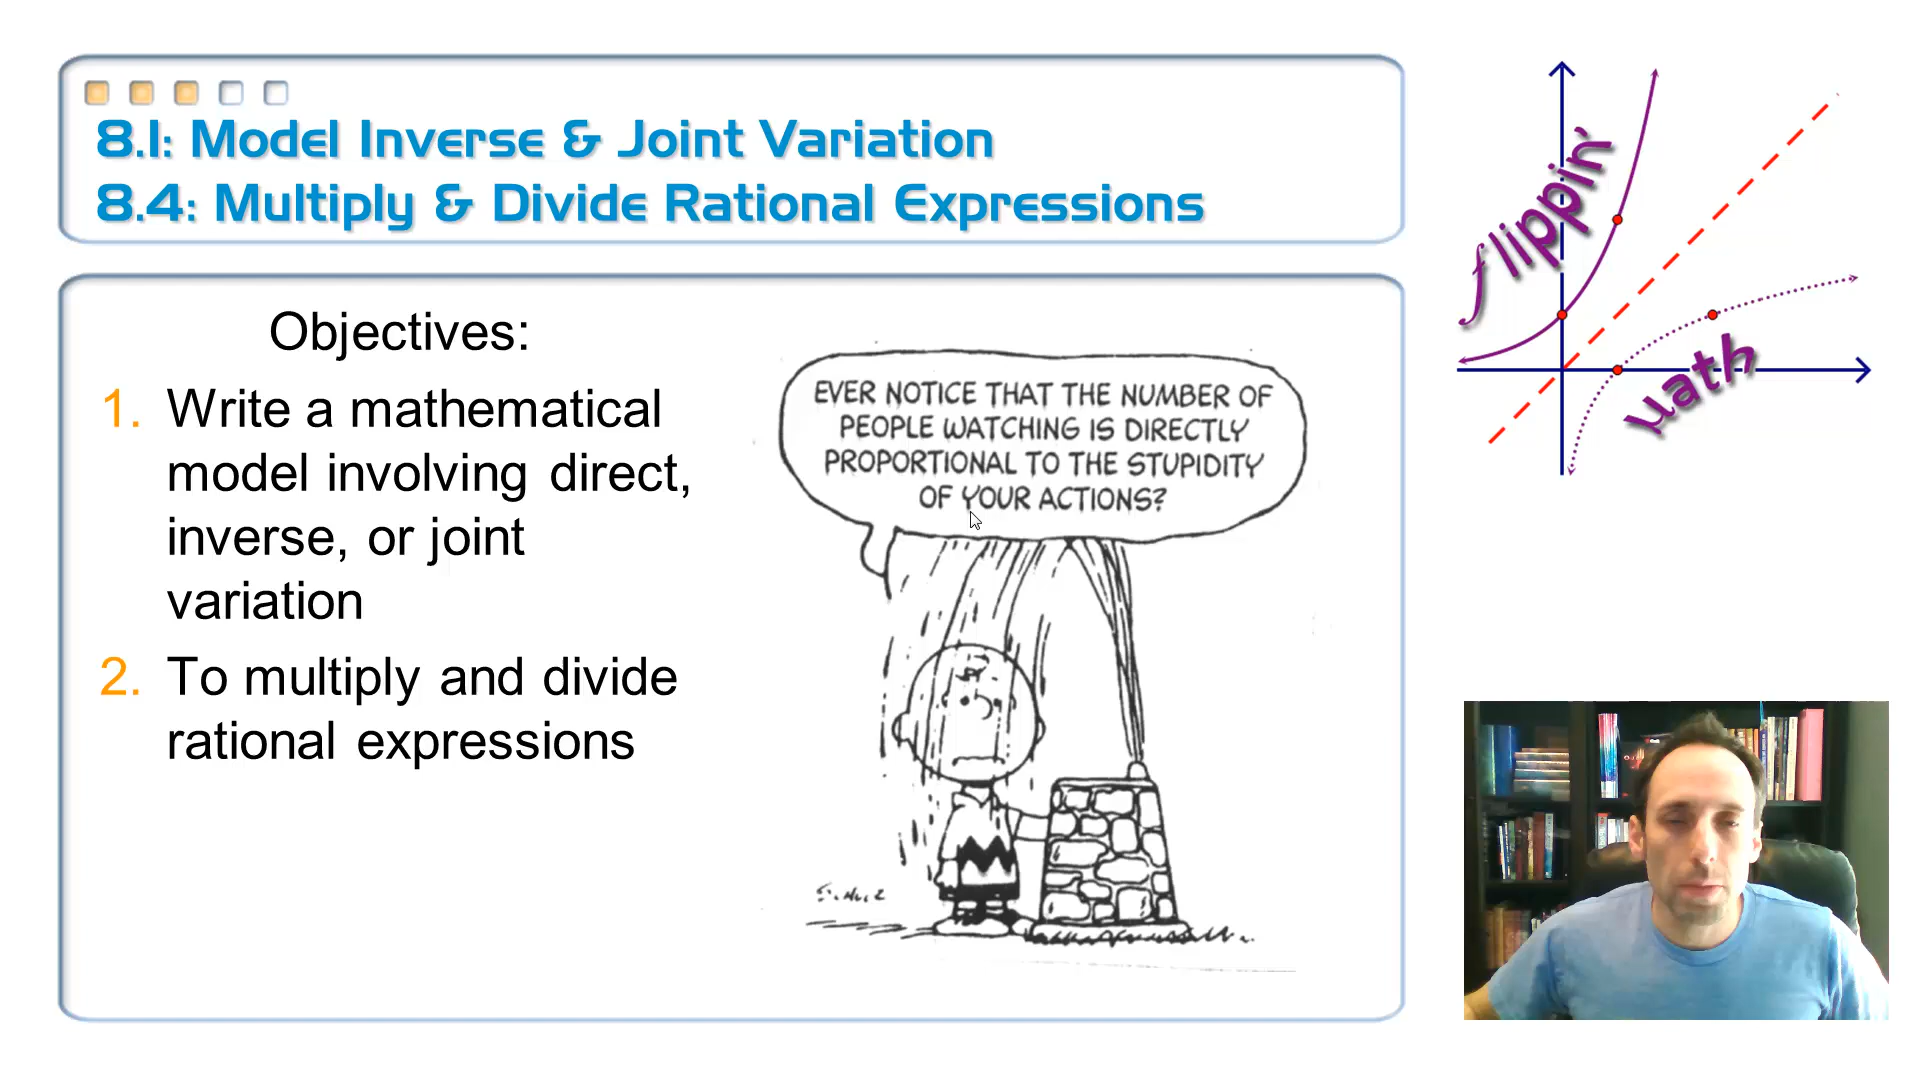 8.1: Model Inverse & Joint Variation
8.4: Multiply & Divide Rational Expressions
Objectives:
1. Write a mathematical
model involving direct,
inverse, or joint
variation
2. To multiply and divide
rational expressions
EVER NOTICE THAT THE NUMBER OF
PEOPLE WATCHING IS DIRECTLY
PROPORTIONAL TO THE STUPIDITY
OF YOUR ACTIONS?
flippin'
math